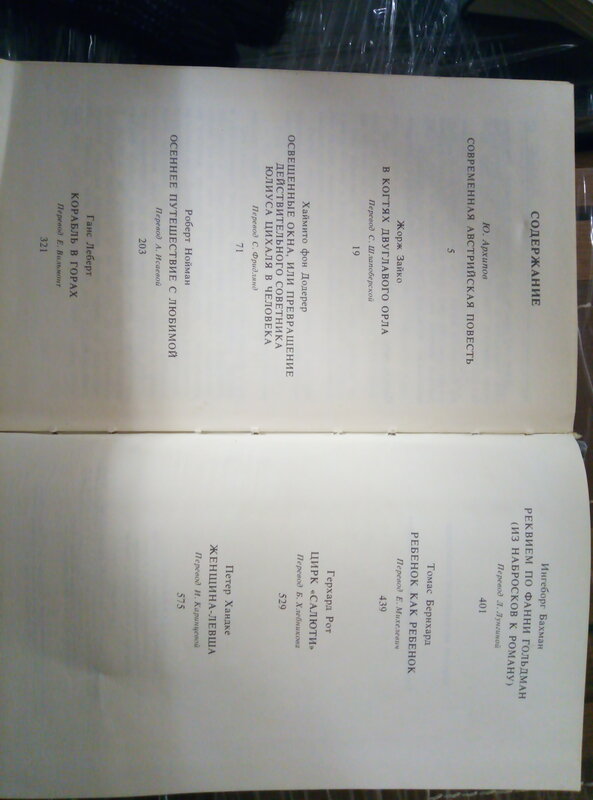 СОДЕРЖАНИЕ
Ю. Архипов
СОВРЕМЕННАЯ АВСТРИЙСКАЯ ПОВЕСТЬ
5
Жорж Зайко
В КОГТЯХ ДВУГЛАВОГО ОРЛА
Перевод С. Шлапоберской
19
Хаймито фон Додерер
ОСВЕЩЕННЫЕ ОКНА, ИЛИ ПРЕВРАЩЕНИЕ
ДЕЙСТВИТЕЛЬНОГО СОВЕТНИКА
ЮЛИУСА ЦИХАЛЯ В ЧЕЛОВЕКА
Перевод С. Фридлянд
71
Роберт Нойман
ОСЕННЕЕ ПУТЕШЕСТВИЕ С ЛЮБИМОЙ
Перевод А. Исаевой
203
Ганс Леберт
КОРАБЛЬ В ГОРАХ
Перевод Е. Вильмонт
321
Ингеборг Бахман
РЕКВИЕМ ПО ФАННИ ГОЛЬДМАН
(ИЗ НАБРОСКОВ К РОМАНУ)
Перевод Л. Лунгиной
401
Томас Бернхард
РЕБЕНОК КАК РЕБЕНОК
Перевод Е. Михелевич
439
Герхард Рот
ЦИРК «САЛЮТИ»
Перевод Б. Хлебникова
529
Петер Хандке
ЖЕНЩИНА-ЛЕВША
Перевод И. Каринцевой
575